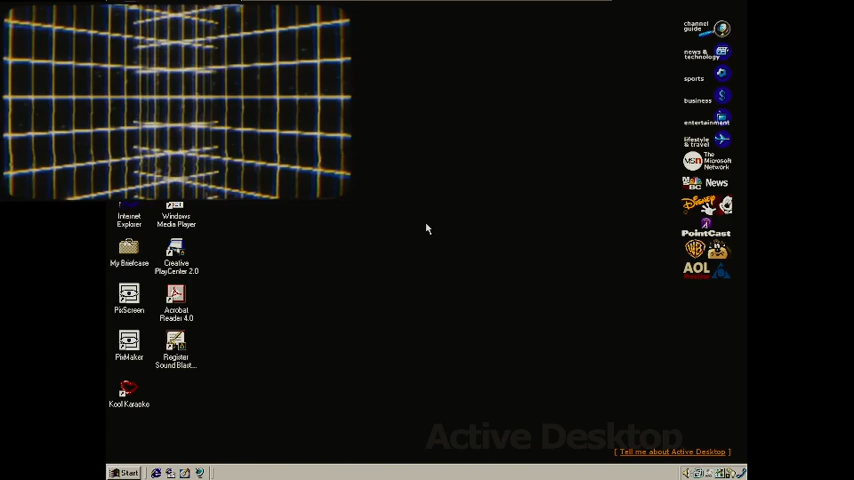 channel
guide
news &
technology
sports
business
entertainment
lifestyle
& travel
msn The
Microsoft
Network
News
Disney
PointCast
WB
AOL
Internet
Explorer
Windows
Media Player
My Briefcase
Creative
PlayCenter 2.0
PixScreen
Acrobat
Reader 4.0
PixMaker
Register
Sound Blast...
Kool Karaoke
Active Desktop
[ Tell me about Active Desktop ]
Start